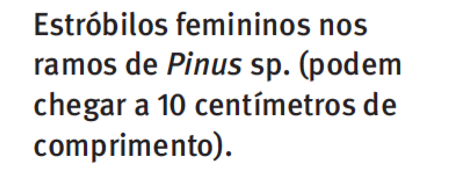 Estróbilos femininos nos
ramos de Pinus sp. (podem
chegar a 10 centímetros de
comprimento).